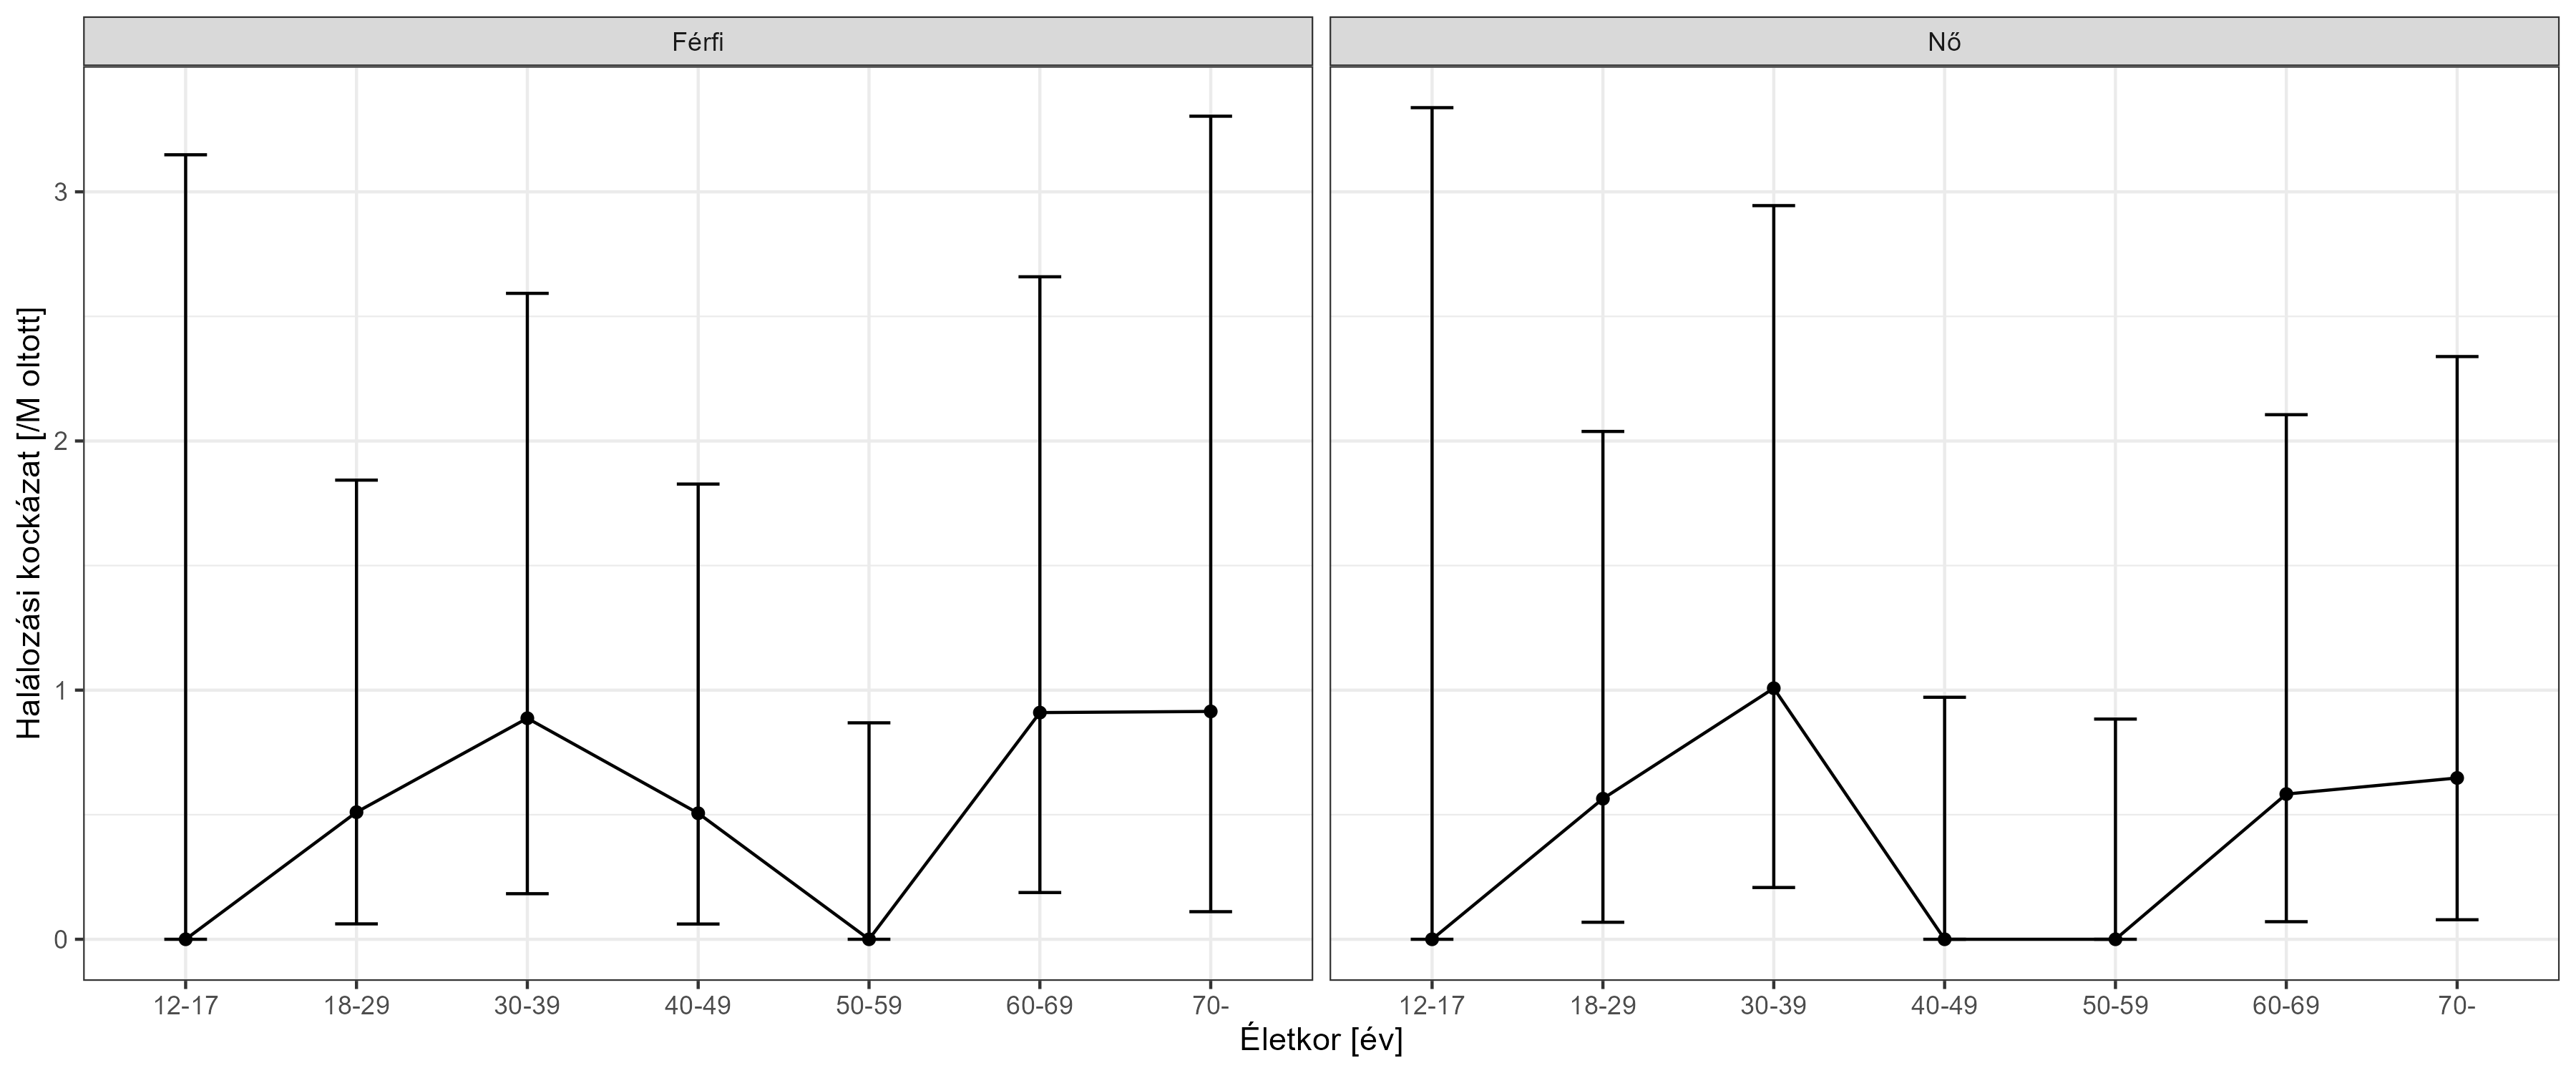 Férfi
Nő
Halálozási kockázat [/M oltott]
3
2
1
0
12-17 18-29 30-39 40-49 50-59 60-69 70-
12-17 18-29 30-39 40-49 50-59 60-69 70-
Életkor [év]